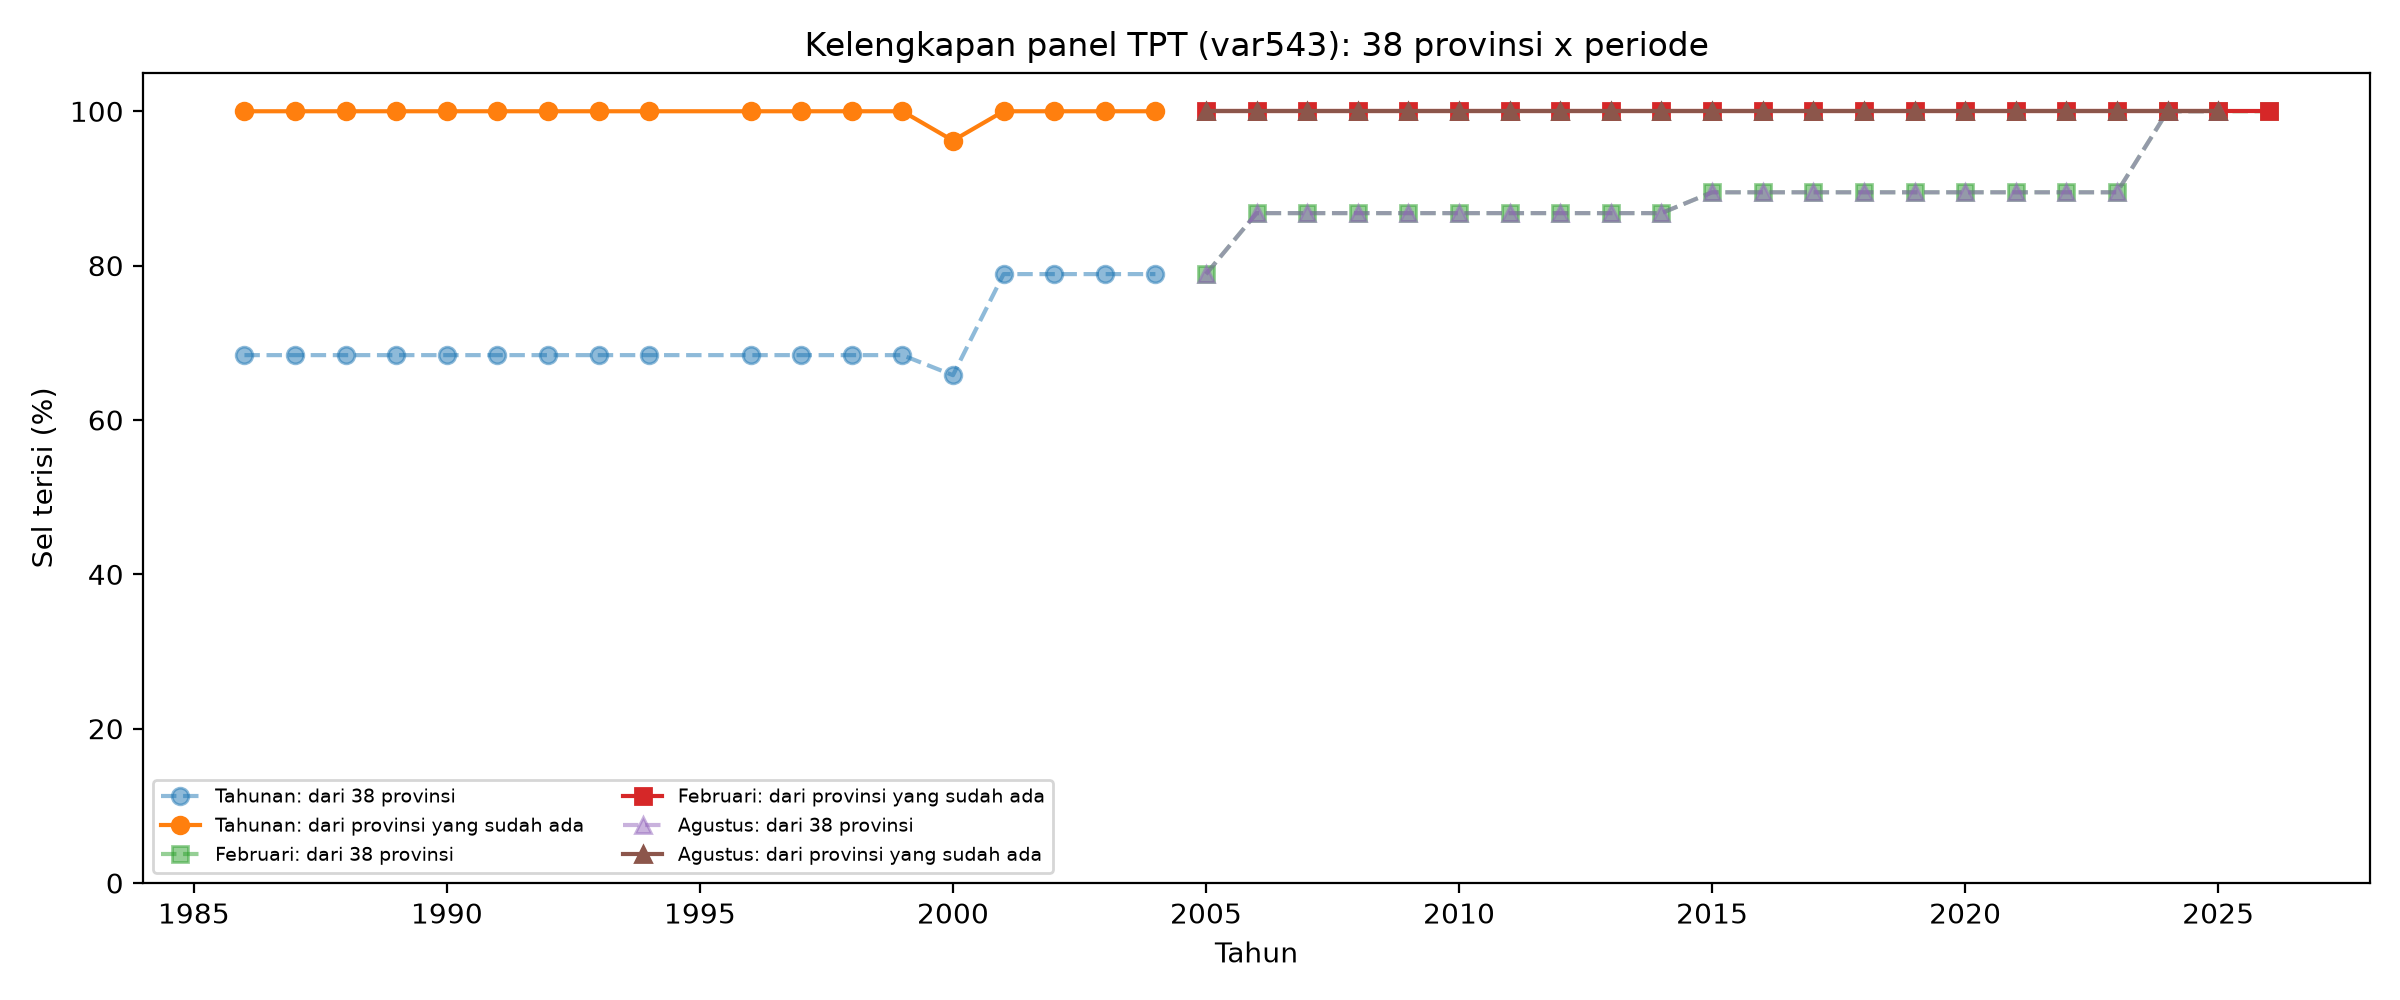 Kelengkapan panel TPT (var543): 38 provinsi x periode
100
80
60
40
20
0
Sel terisi (%)
Tahunan: dari 38 provinsi
Tahunan: dari provinsi yang sudah ada
Februari: dari 38 provinsi
Februari: dari provinsi yang sudah ada
Agustus: dari 38 provinsi
Agustus: dari provinsi yang sudah ada
1985 1990 1995 2000 2005 2010 2015 2020 2025
Tahun